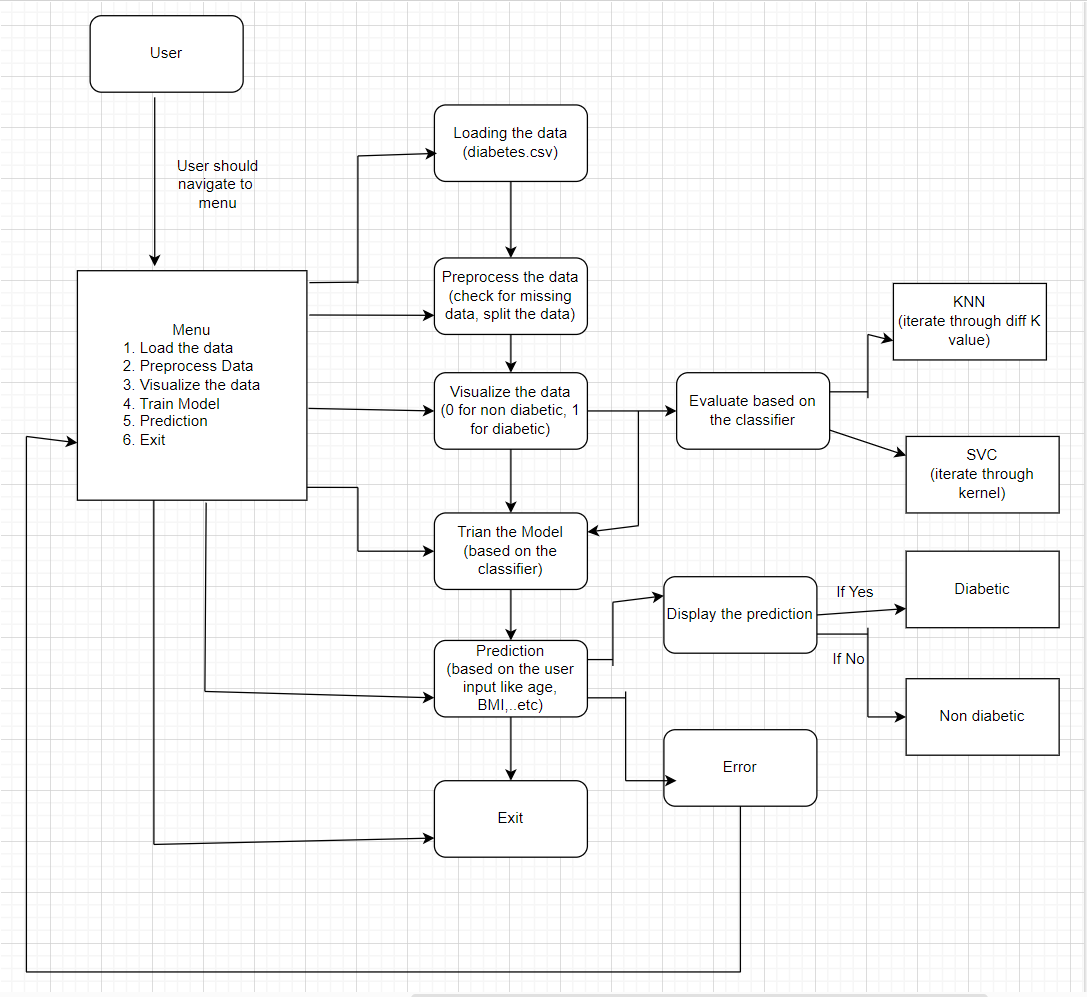 User
User should
navigate to
menu
Loading the data
(diabetes.csv)
Preprocess the data
(check for missing
data, split the data)
Menu
1. Load the data
2. Preprocess Data
3. Visualize the data
4. Train Model
5. Prediction
6. Exit
Visualize the data
(0 for non diabetic, 1
for diabetic)
Evaluate based on
the classifier
KNN
(iterate through diff K
value)
SVC
(iterate through
kernel)
Trian the Model
(based on the
classifier)
Prediction
(based on the user
input like age,
BMI,..etc)
Display the prediction
If Yes
Diabetic
If No
Non diabetic
Error
Exit